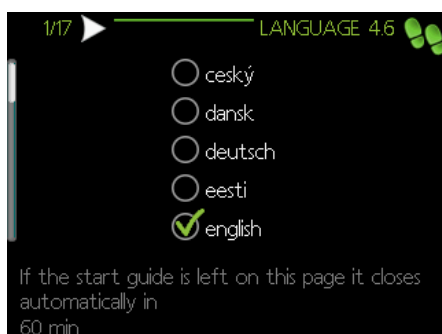 1/17
LANGUAGE 4.6
ceský
dansk
deutsch
eesti
english
If the start guide is left on this page it closes
automatically in
60 min